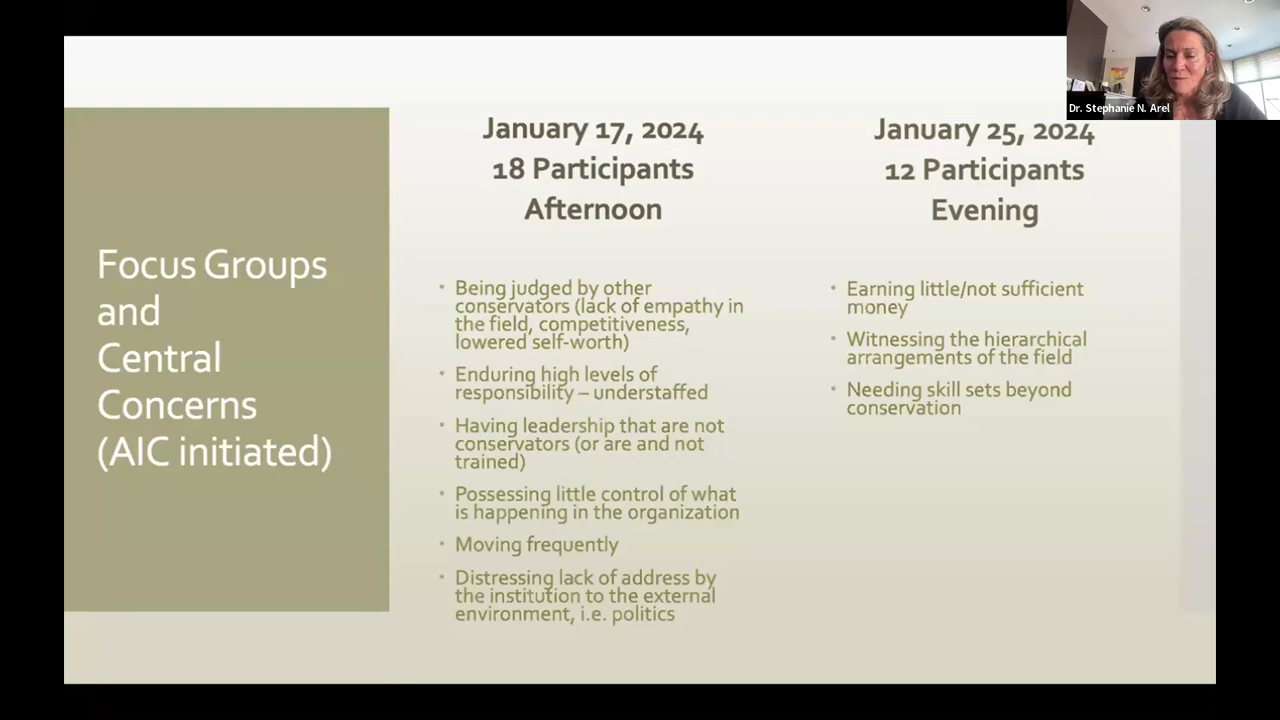 Dr. Stephanie N. Arel
Focus Groups
and
Central
Concerns
(AIC initiated)
January 17, 2024
18 Participants
Afternoon
• Being judged by other
conservators (lack of empathy in
the field, competitiveness,
lowered self-worth)
• Enduring high levels of
responsibility – understaffed
• Having leadership that are not
conservators (or are and not
trained)
• Possessing little control of what
is happening in the organization
• Moving frequently
• Distressing lack of address by
the institution to the external
environment, i.e. politics
January 25, 2024
12 Participants
Evening
• Earning little/not sufficient
money
• Witnessing the hierarchical
arrangements of the field
• Needing skill sets beyond
conservation